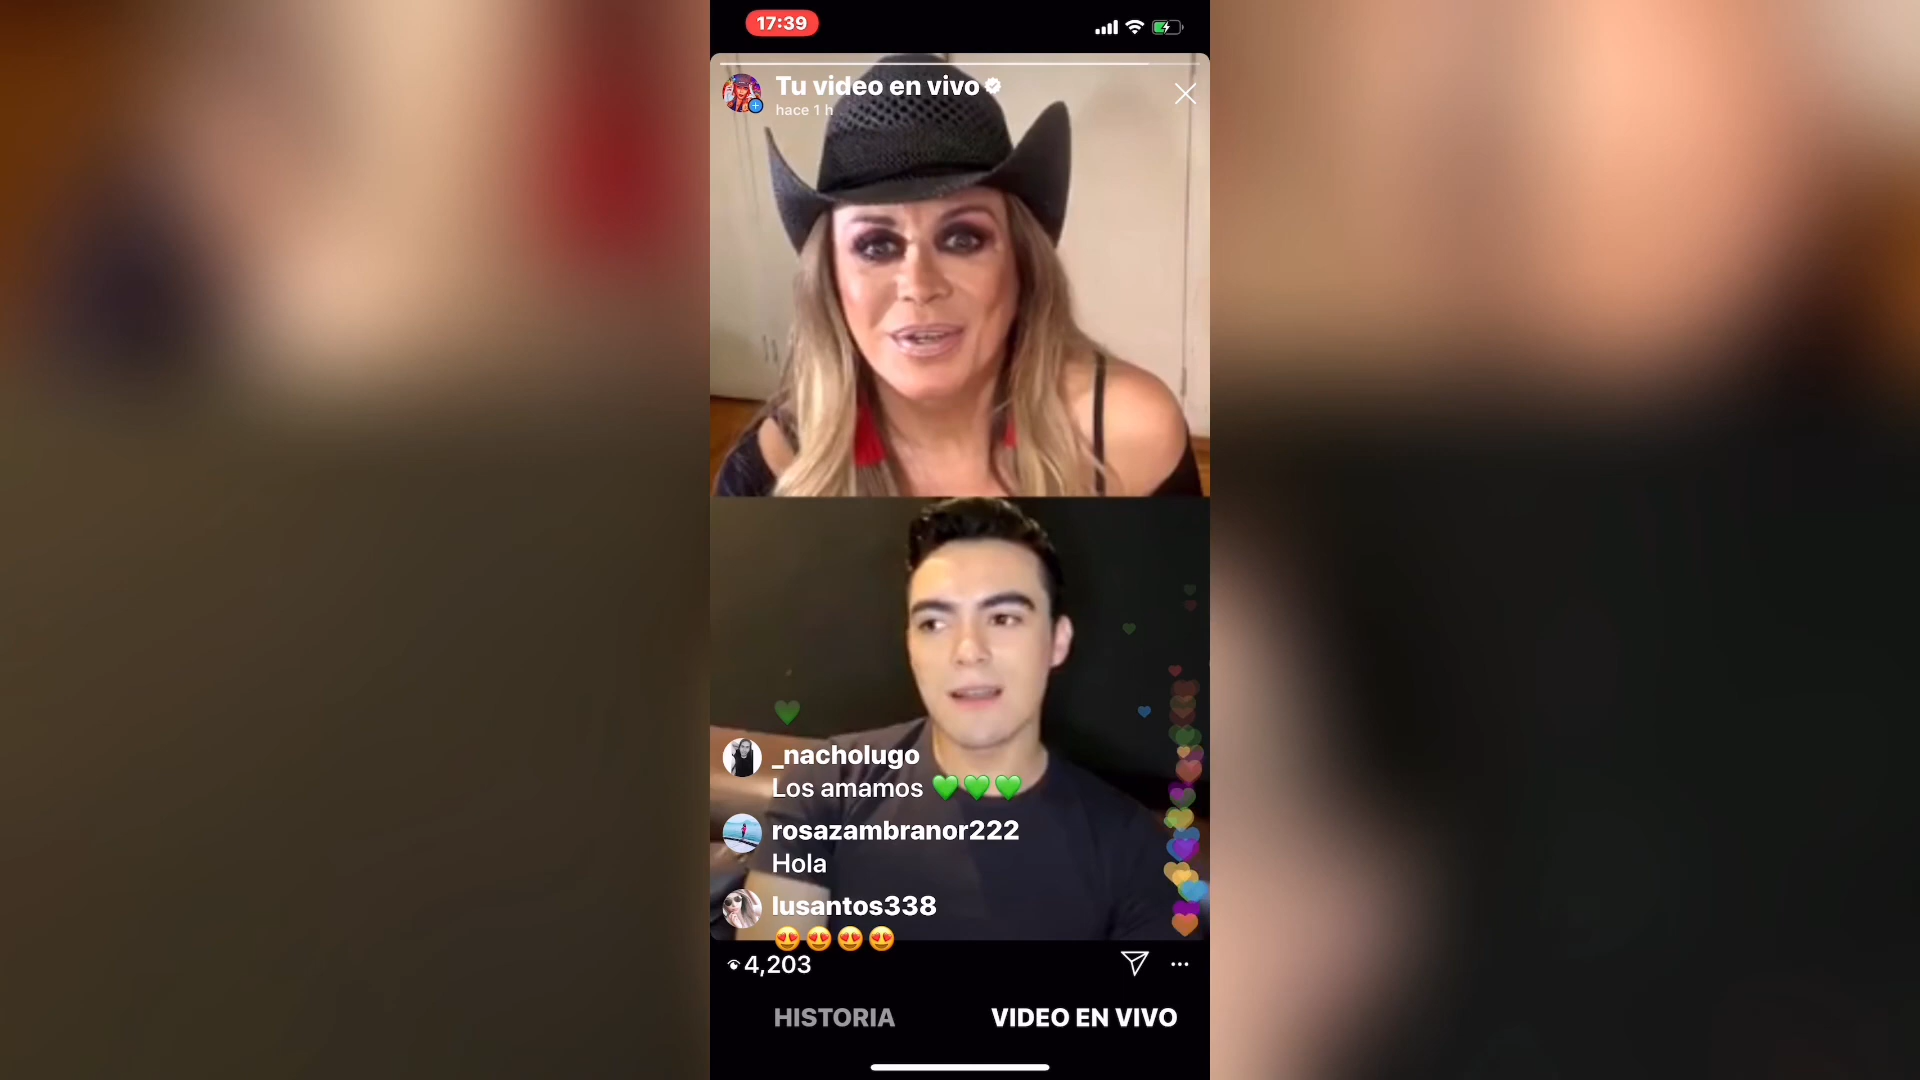 17:39
Tu video en vivo
hace 1 h
_nacholugo
Los amamos 💚💚💚
rosazambranor222
Hola
lusantos338
😍😍😍😍
4,203
HISTORIA
VIDEO EN VIVO